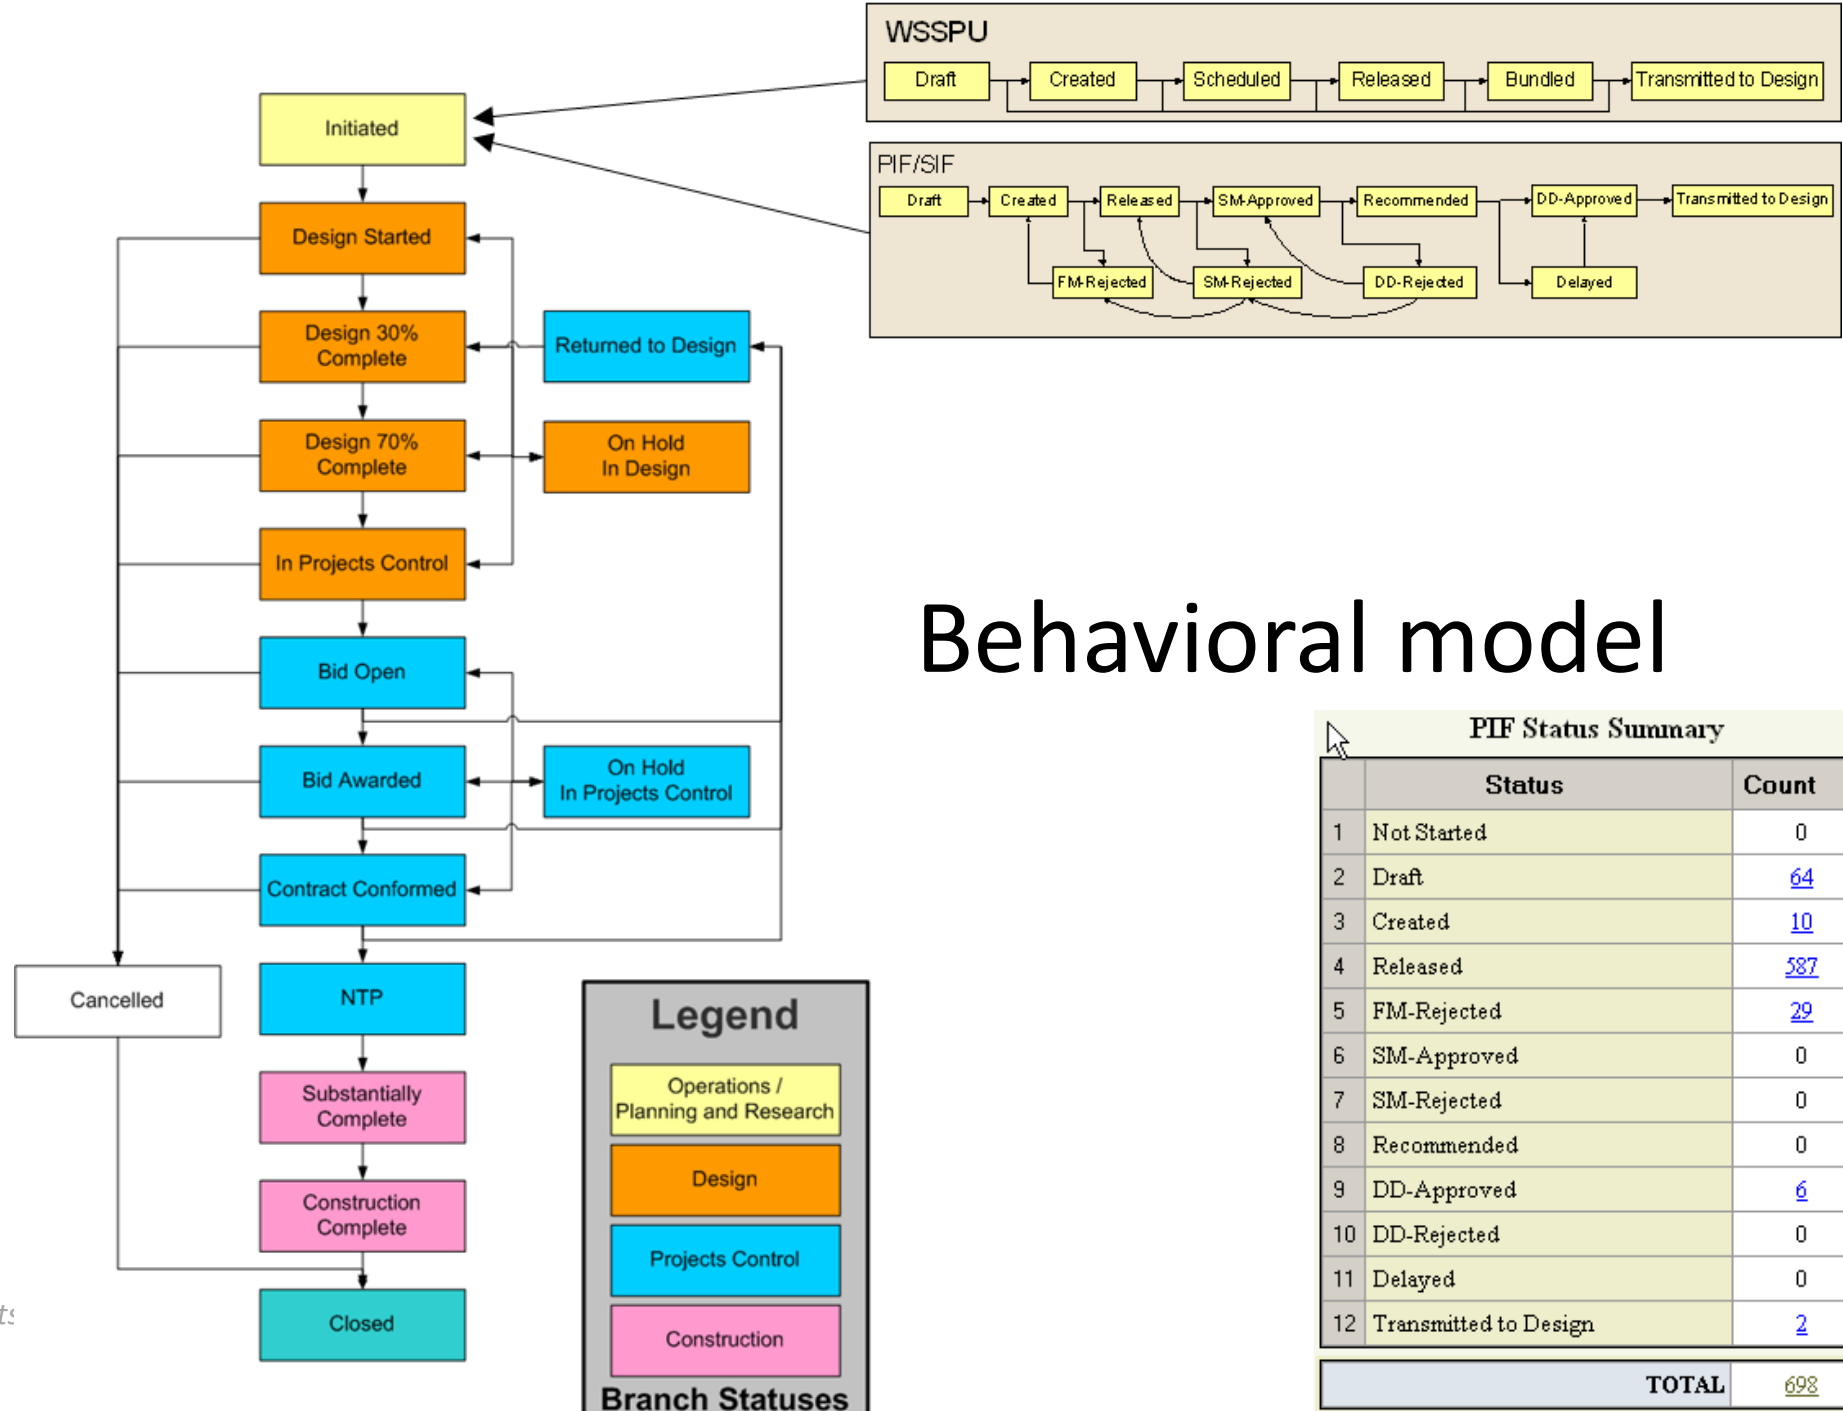 WSSPU
Draft
Created
Scheduled
Released
Bundled
Transmitted to Design
PIF/SIF
Draft
Created
Released
SM-Approved
Recommended
DD-Approved
Transmitted to Design
FM-Rejected
SM-Rejected
DD-Rejected
Delayed
Initiated
Design Started
Design 30%
Complete
Returned to Design
Design 70%
Complete
On Hold
In Design
In Projects Control
Bid Open
Bid Awarded
On Hold
In Projects Control
Contract Conformed
Cancelled
NTP
Substantially
Complete
Construction
Complete
Closed
Behavioral model
Legend
Operations /
Planning and Research
Design
Projects Control
Construction
Branch Statuses
PIF Status Summary
Status Count
1 Not Started 0
2 Draft 64
3 Created 10
4 Released 587
5 FM-Rejected 29
6 SM-Approved 0
7 SM-Rejected 0
8 Recommended 0
9 DD-Approved 6
10 DD-Rejected 0
11 Delayed 0
12 Transmitted to Design 2
TOTAL 698